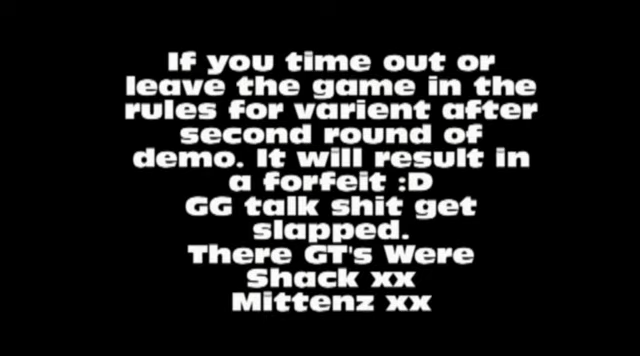 If you time out or
leave the game in the
rules for varient after
second round of
demo. It will result in
a forfeit :D
GG talk shit get
slapped.
There GT's Were
Shack xx
Mittenz xx